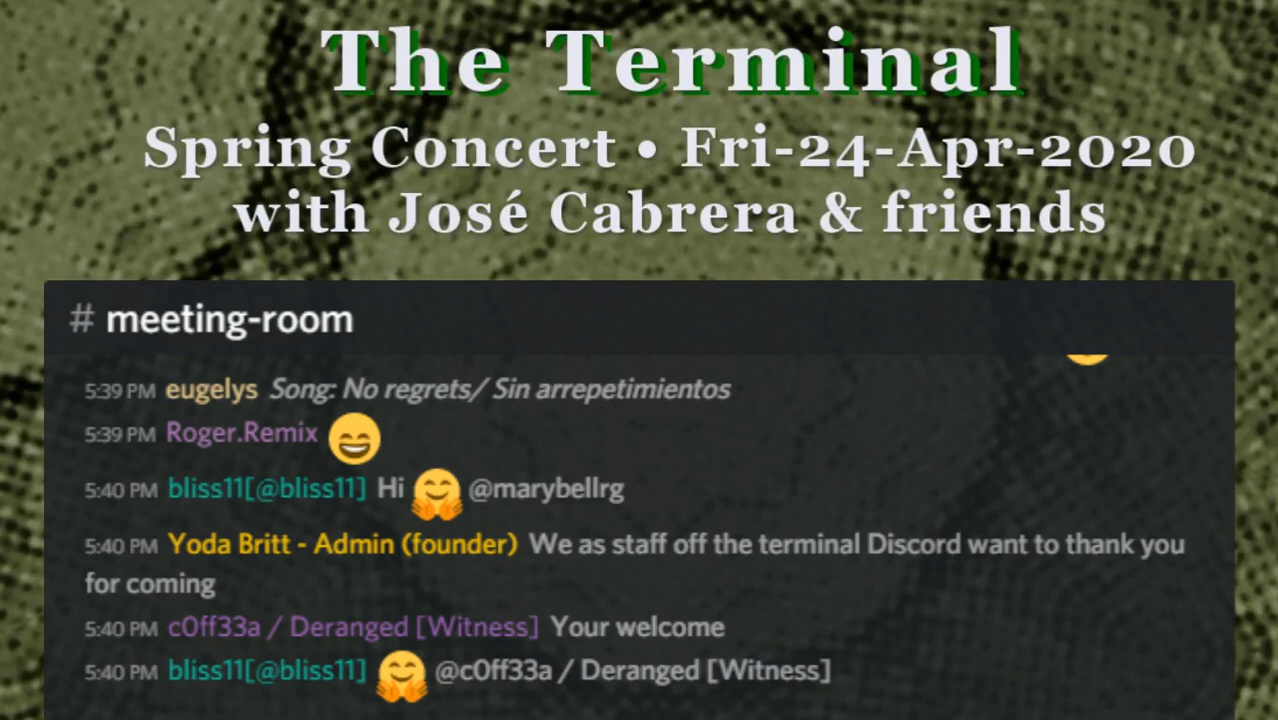 The Terminal
Spring Concert • Fri-24-Apr-2020
with José Cabrera & friends
# meeting-room
5:39 PM eugelys Song: No regrets/ Sin arrepetimientos
5:39 PM Roger.Remix 😄
5:40 PM bliss11[@bliss11] Hi 🤗 @marybellrg
5:40 PM Yoda Britt - Admin (founder) We as staff off the terminal Discord want to thank you
for coming
5:40 PM c0ff33a / Deranged [Witness] Your welcome
5:40 PM bliss11[@bliss11] 🤗 @c0ff33a / Deranged [Witness]